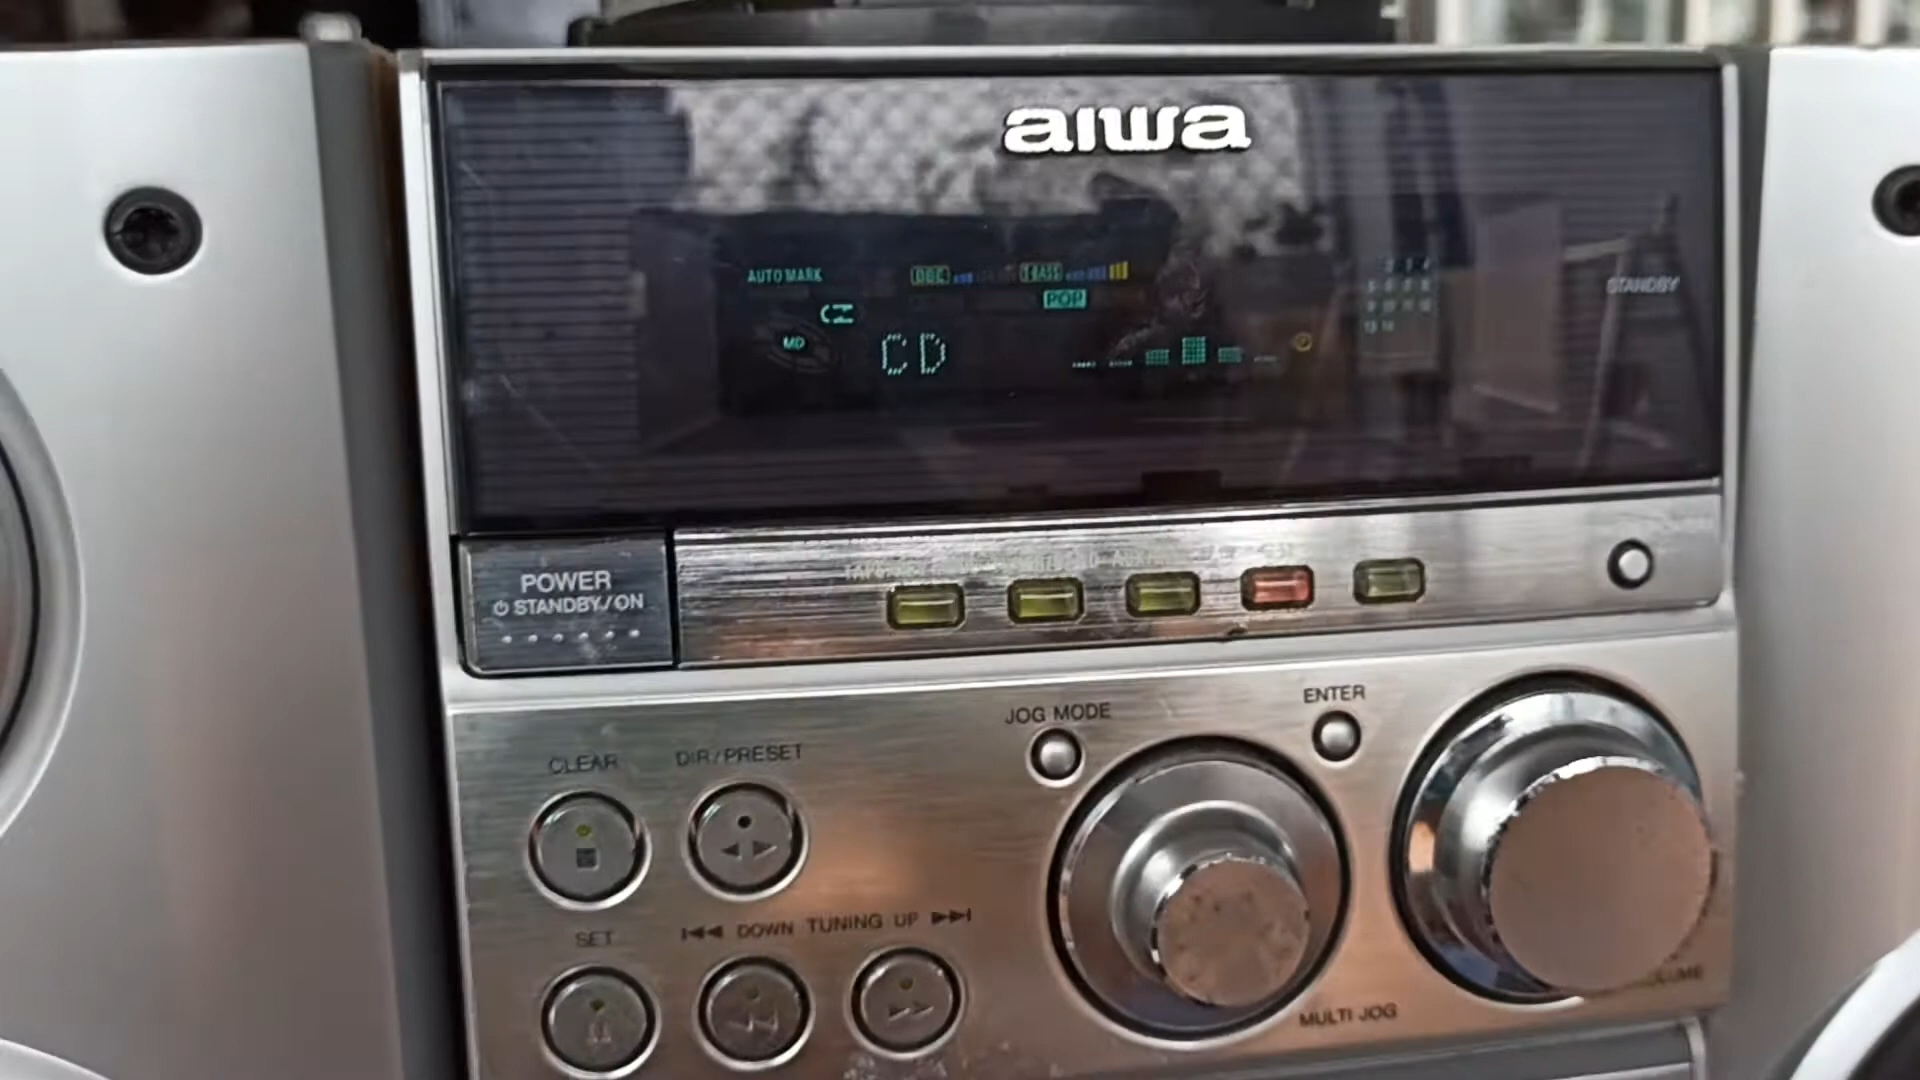 aiwa
AUTO MARK
T-BASS
POP
MD
CD
STANDBY
POWER
STANDBY/ON
JOG MODE
ENTER
CLEAR
DIR/PRESET
SET
DOWN TUNING UP
MULTI JOG